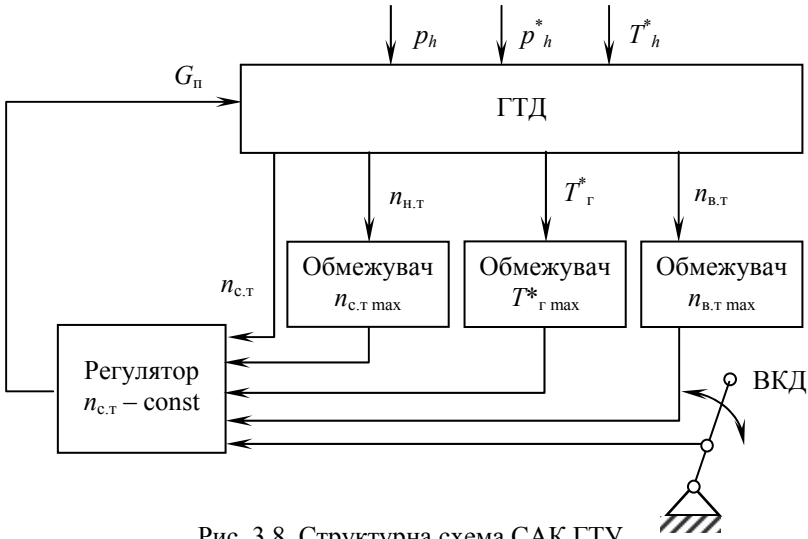 p_h p*_h T*_h
G_п
ГТД
n_н.т T*_г n_в.т
n_с.т
Обмежувач
n_с.т max
Обмежувач
T*_г max
Обмежувач
n_в.т max
Регулятор
n_с.т – const
ВКД
Рис. 3.8. Структурна схема САК ГТУ